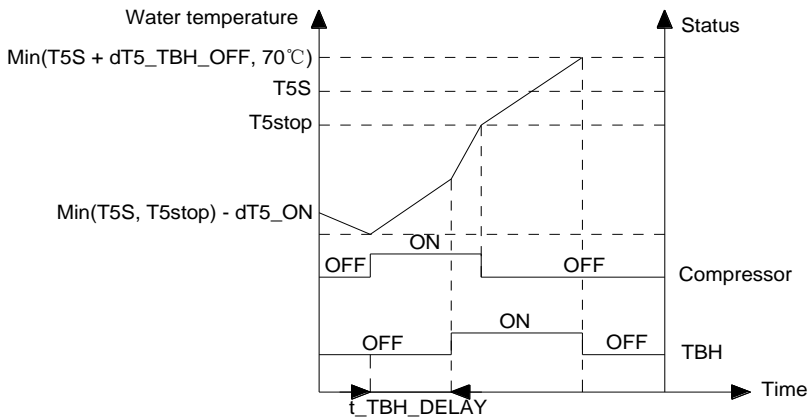 Water temperature
Status
Min(T5S + dT5_TBH_OFF, 70℃)
T5S
T5stop
Min(T5S, T5stop) - dT5_ON
ON
OFF
OFF
Compressor
ON
OFF
OFF
TBH
Time
t_TBH_DELAY